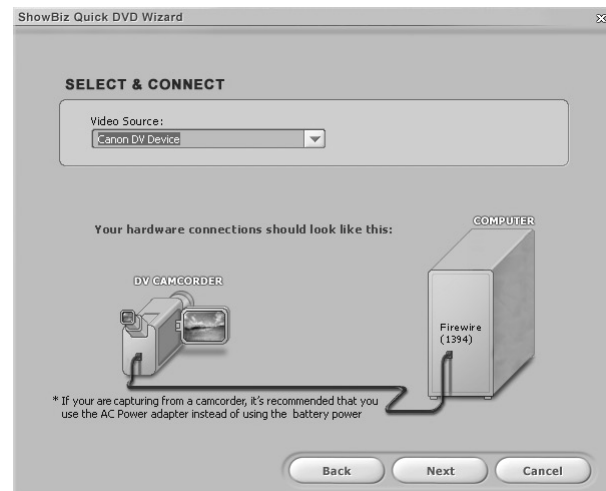 ShowBiz Quick DVD Wizard
SELECT & CONNECT
Video Source:
Canon DV Device
Your hardware connections should look like this:
COMPUTER
DV CAMCORDER
Firewire
(1394)
* If your are capturing from a camcorder, it's recommended that you
use the AC Power adapter instead of using the battery power
Back
Next
Cancel